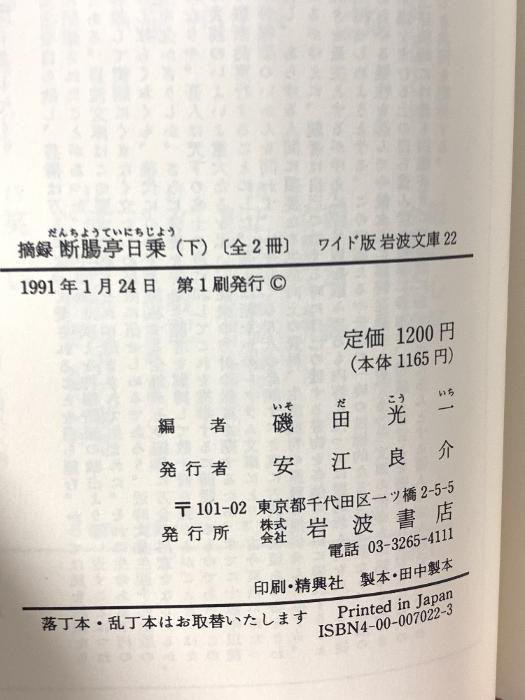 だんちようていにちじよう
摘録 断腸亭日乗 (下) 〔全2冊〕 ワイド版 岩波文庫 22
1991年1月24日 第1刷発行 ©
定価 1200円
(本体 1165円)
いそ だ こう いち
編者 磯田光一
発行者 安江良介
〒101-02 東京都千代田区一ツ橋2-5-5
発行所 株式会社 岩波書店
電話 03-3265-4111
印刷・精興社 製本・田中製本
落丁本・乱丁本はお取替いたします
Printed in Japan
ISBN4-00-007022-3